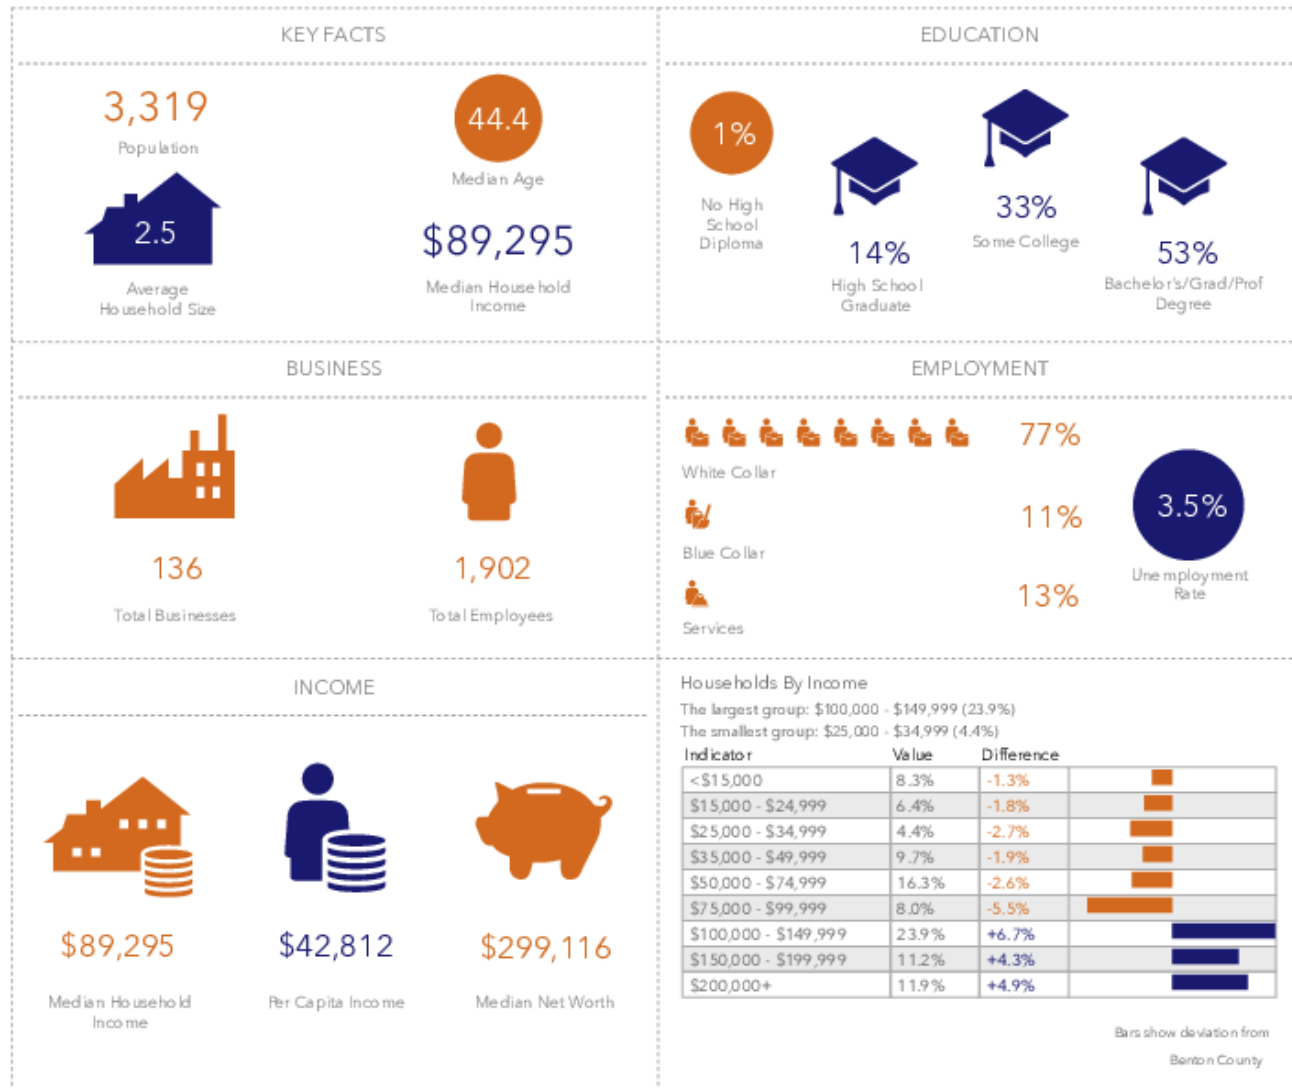 KEY FACTS
3,319
Population
44.4
Median Age
2.5
Average
Household Size
$89,295
Median Household
Income
EDUCATION
1%
No High
School
Diploma
14%
High School
Graduate
33%
Some College
53%
Bachelor's/Grad/Prof
Degree
BUSINESS
136
Total Businesses
1,902
Total Employees
EMPLOYMENT
77%
White Collar
11%
Blue Collar
13%
Services
3.5%
Unemployment
Rate
INCOME
$89,295
Median Household
Income
$42,812
Per Capita Income
$299,116
Median Net Worth
Households By Income
The largest group: $100,000 - $149,999 (23.9%)
The smallest group: $25,000 - $34,999 (4.4%)
Indicator Value Difference
<$15,000 8.3% -1.3%
$15,000 - $24,999 6.4% -1.8%
$25,000 - $34,999 4.4% -2.7%
$35,000 - $49,999 9.7% -1.9%
$50,000 - $74,999 16.3% -2.6%
$75,000 - $99,999 8.0% -5.5%
$100,000 - $149,999 23.9% +6.7%
$150,000 - $199,999 11.2% +4.3%
$200,000+ 11.9% +4.9%
Bars show deviation from
Benton County